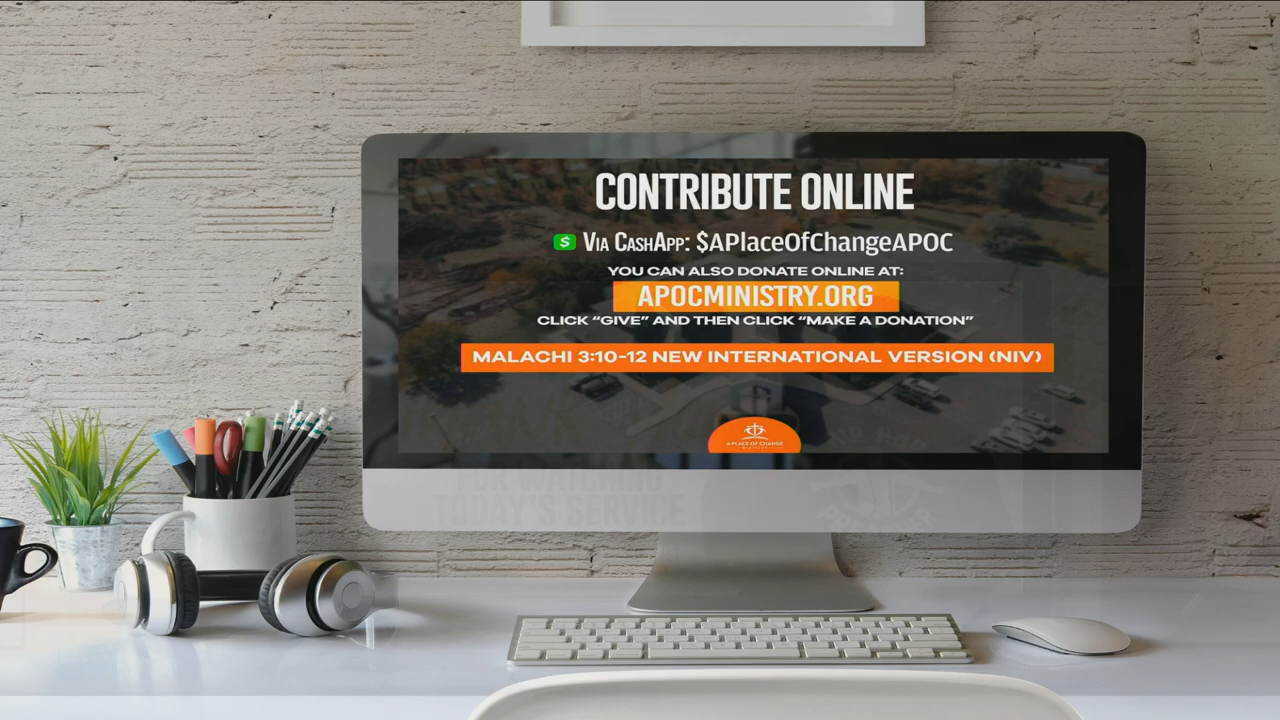 CONTRIBUTE ONLINE
$ VIA CASHAPP: $APlaceOfChangeAPOC
YOU CAN ALSO DONATE ONLINE AT:
APOCMINISTRY.ORG
CLICK “GIVE” AND THEN CLICK “MAKE A DONATION”
MALACHI 3:10-12 NEW INTERNATIONAL VERSION (NIV)
A PLACE OF CHANGE
MINISTRY
FOR WATCHING
TODAY'S SERVICE